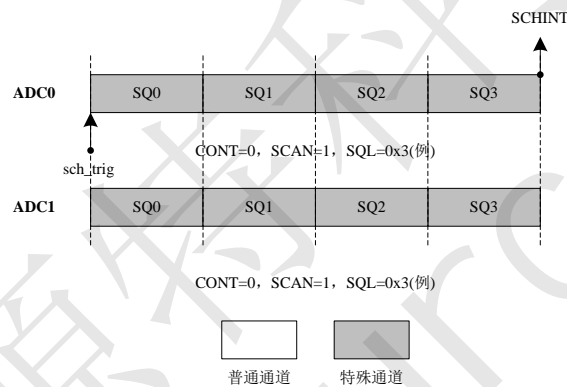 SCHINT
ADC0 SQ0 SQ1 SQ2 SQ3
sch_trig
CONT=0，SCAN=1，SQL=0x3(例)
ADC1 SQ0 SQ1 SQ2 SQ3
CONT=0，SCAN=1，SQL=0x3(例)
普通通道 特殊通道